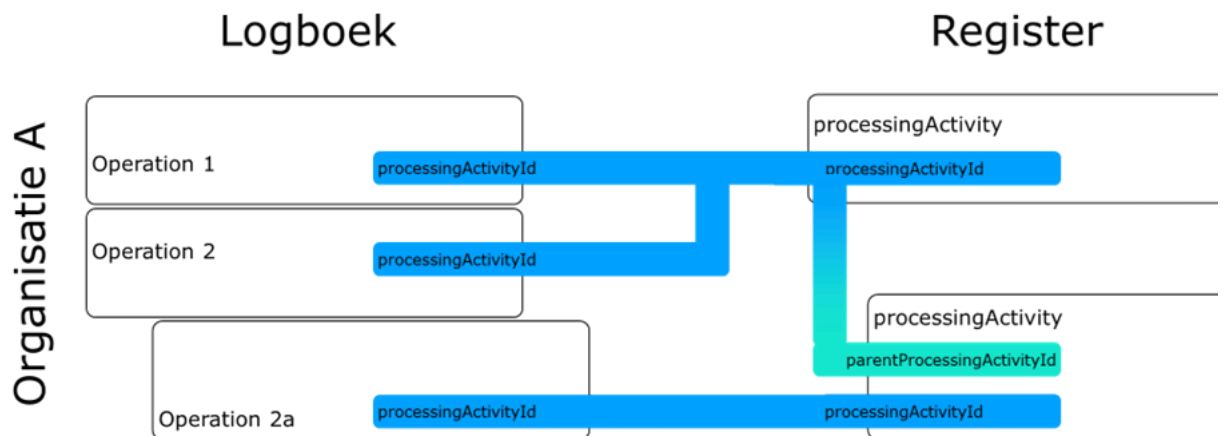 Logboek
Register
Organisatie A
processingActivity
Operation 1
processingActivityId
processingActivityId
Operation 2
processingActivityId
processingActivity
parentProcessingActivityId
Operation 2a
processingActivityId
processingActivityId